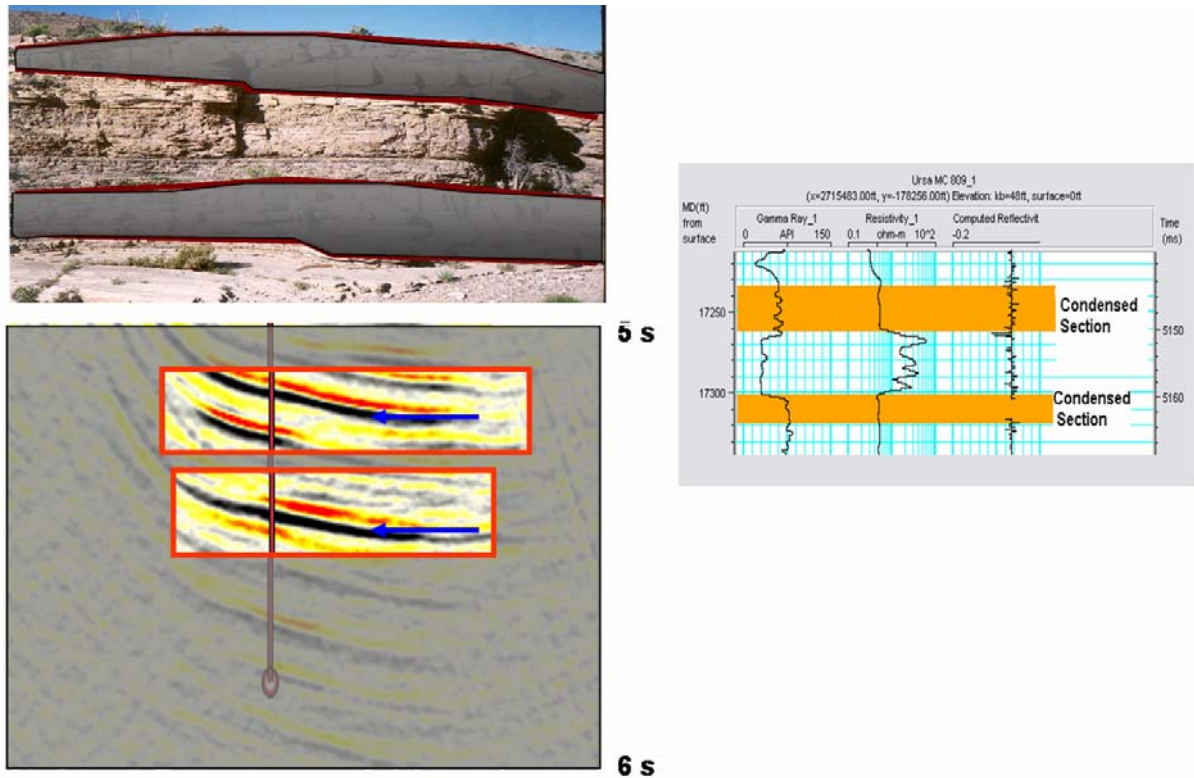 Ursa MC 809_1
(x=2715483.00ft, y=-178256.00ft) Elevation: kb=48ft, surface=0ft
MD(ft)
from
surface
Gamma Ray_1
0 API 150
Resistivity_1
0.1 ohm-m 10^2
Computed Reflectivit
-0.2
Time
(ms)
17250
Condensed
Section
5150
17300
Condensed
Section
5160
5 s
6 s